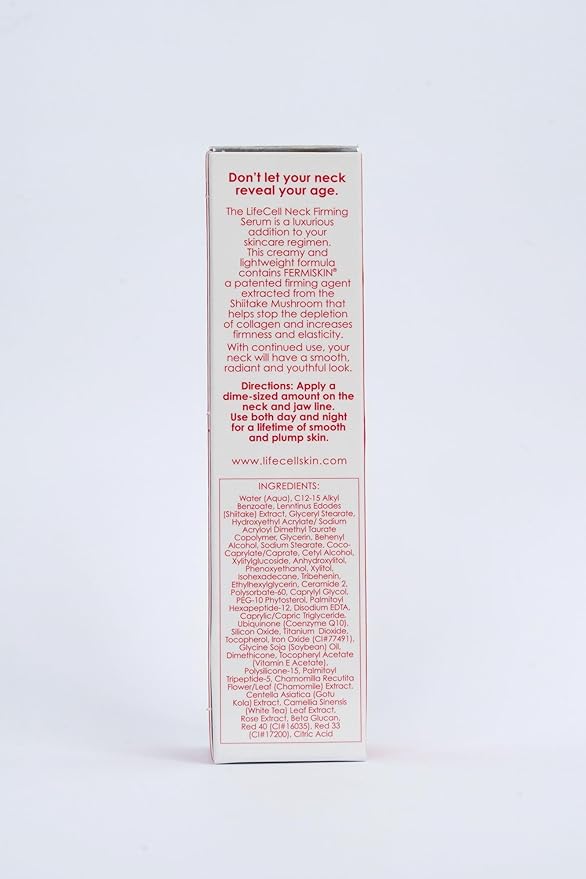 Don't let your neck
reveal your age.
The LifeCell Neck Firming
Serum is a luxurious
addition to your
skincare regimen.
This creamy and
lightweight formula
contains FERMISKIN®
a patented firming agent
extracted from the
Shiitake Mushroom that
helps stop the depletion
of collagen and increases
firmness and elasticity.
With continued use, your
neck will have a smooth,
radiant and youthful look.
Directions: Apply a
dime-sized amount on the
neck and jaw line.
Use both day and night
for a lifetime of smooth
and plump skin.
www.lifecellskin.com
INGREDIENTS:
Water (Aqua), C12-15 Alkyl
Benzoate, Lenntinus Edodes
(Shiitake) Extract, Glyceryl Stearate,
Hydroxyethyl Acrylate/ Sodium
Acryloyl Dimethyl Taurate
Copolymer, Glycerin, Behenyl
Alcohol, Sodium Stearate, Coco-
Caprylate/Caprate, Cetyl Alcohol,
Xylitylglucoside, Anhydroxylitol,
Phenoxyethanol, Xylitol,
Isohexadecane, Tribehenin,
Ethylhexylglycerin, Ceramide 2,
Polysorbate-60, Caprylyl Glycol,
PEG-10 Phytosterol, Palmitoyl
Hexapeptide-12, Disodium EDTA,
Caprylic/Capric Triglyceride,
Ubiquinone (Coenzyme Q10),
Silicon Oxide, Titanium Dioxide,
Tocopherol, Iron Oxide (CI#77491),
Glycine Soja (Soybean) Oil,
Dimethicone, Tocopheryl Acetate
(Vitamin E Acetate),
Polysilicone-15, Palmitoyl
Tripeptide-5, Chamomilla Recutita
Flower/Leaf (Chamomile) Extract,
Centella Asiatica (Gotu
Kola) Extract, Camellia Sinensis
(White Tea) Leaf Extract,
Rose Extract, Beta Glucan,
Red 40 (CI#16035), Red 33
(CI#17200), Citric Acid